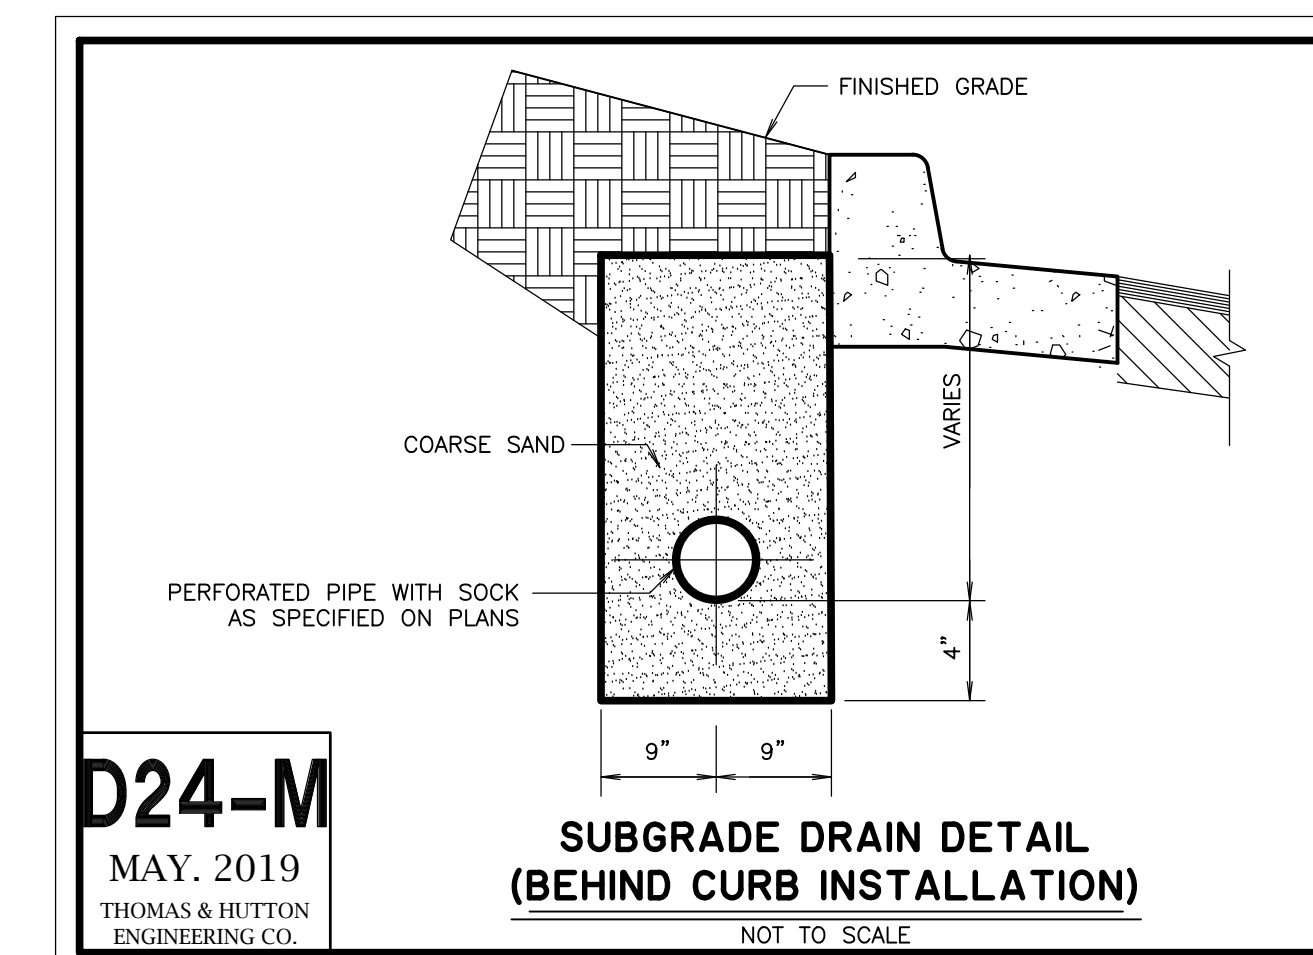 FINISHED GRADE
VARIES
COARSE SAND
PERFORATED PIPE WITH SOCK
AS SPECIFIED ON PLANS
4"
9" 9"
D24-M
MAY. 2019
THOMAS & HUTTON
ENGINEERING CO.
SUBGRADE DRAIN DETAIL
(BEHIND CURB INSTALLATION)
NOT TO SCALE